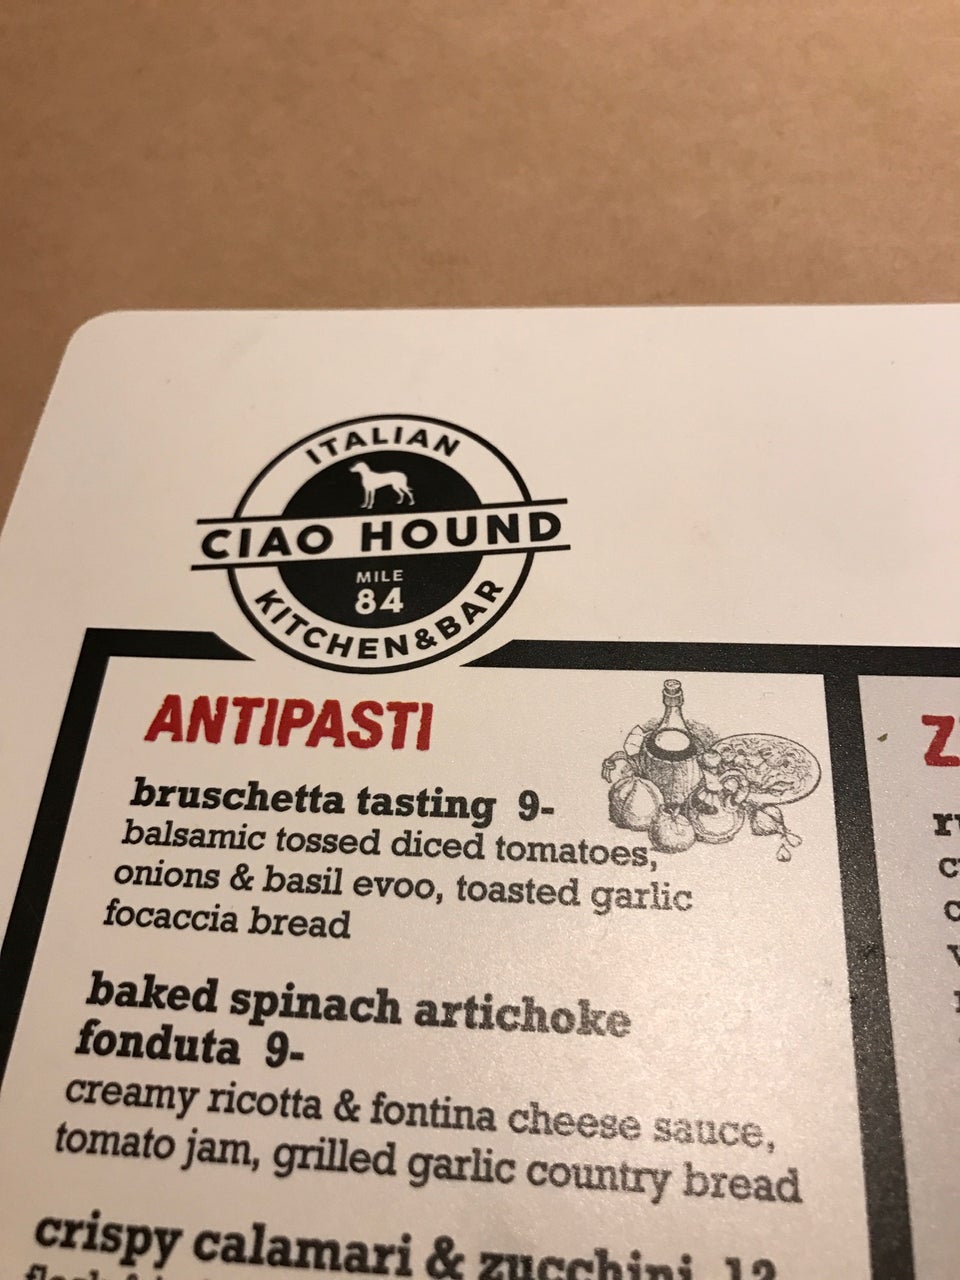 ITALIAN
CIAO HOUND
MILE
84
KITCHEN&BAR
ANTIPASTI
bruschetta tasting 9-
balsamic tossed diced tomatoes,
onions & basil evoo, toasted garlic
focaccia bread
baked spinach artichoke
fonduta 9-
creamy ricotta & fontina cheese sauce,
tomato jam, grilled garlic country bread
crispy calamari & zucchini 12